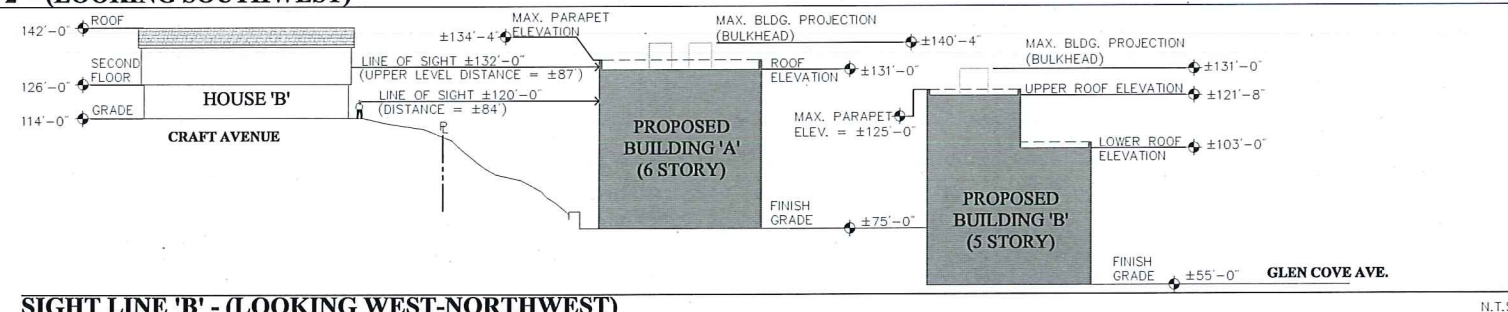 2 - (LOOKING SOUTHWEST)
142'-0" ROOF
SECOND
FLOOR
126'-0"
GRADE
114'-0"
HOUSE 'B'
CRAFT AVENUE
LINE OF SIGHT ±132'-0"
(UPPER LEVEL DISTANCE = ±87')
LINE OF SIGHT ±120'-0"
(DISTANCE = ±84')
PL
MAX. PARAPET
ELEVATION
±134'-4"
MAX. BLDG. PROJECTION
(BULKHEAD)
±140'-4"
ROOF
ELEVATION
±131'-0"
PROPOSED
BUILDING 'A'
(6 STORY)
FINISH
GRADE
±75'-0"
MAX. PARAPET
ELEV. = ±125'-0"
MAX. BLDG. PROJECTION
(BULKHEAD)
±131'-0"
UPPER ROOF ELEVATION
±121'-8"
LOWER ROOF
ELEVATION
±103'-0"
PROPOSED
BUILDING 'B'
(5 STORY)
FINISH
GRADE
±55'-0"
GLEN COVE AVE.
SIGHT LINE 'B' - (LOOKING WEST-NORTHWEST)
N.T.S